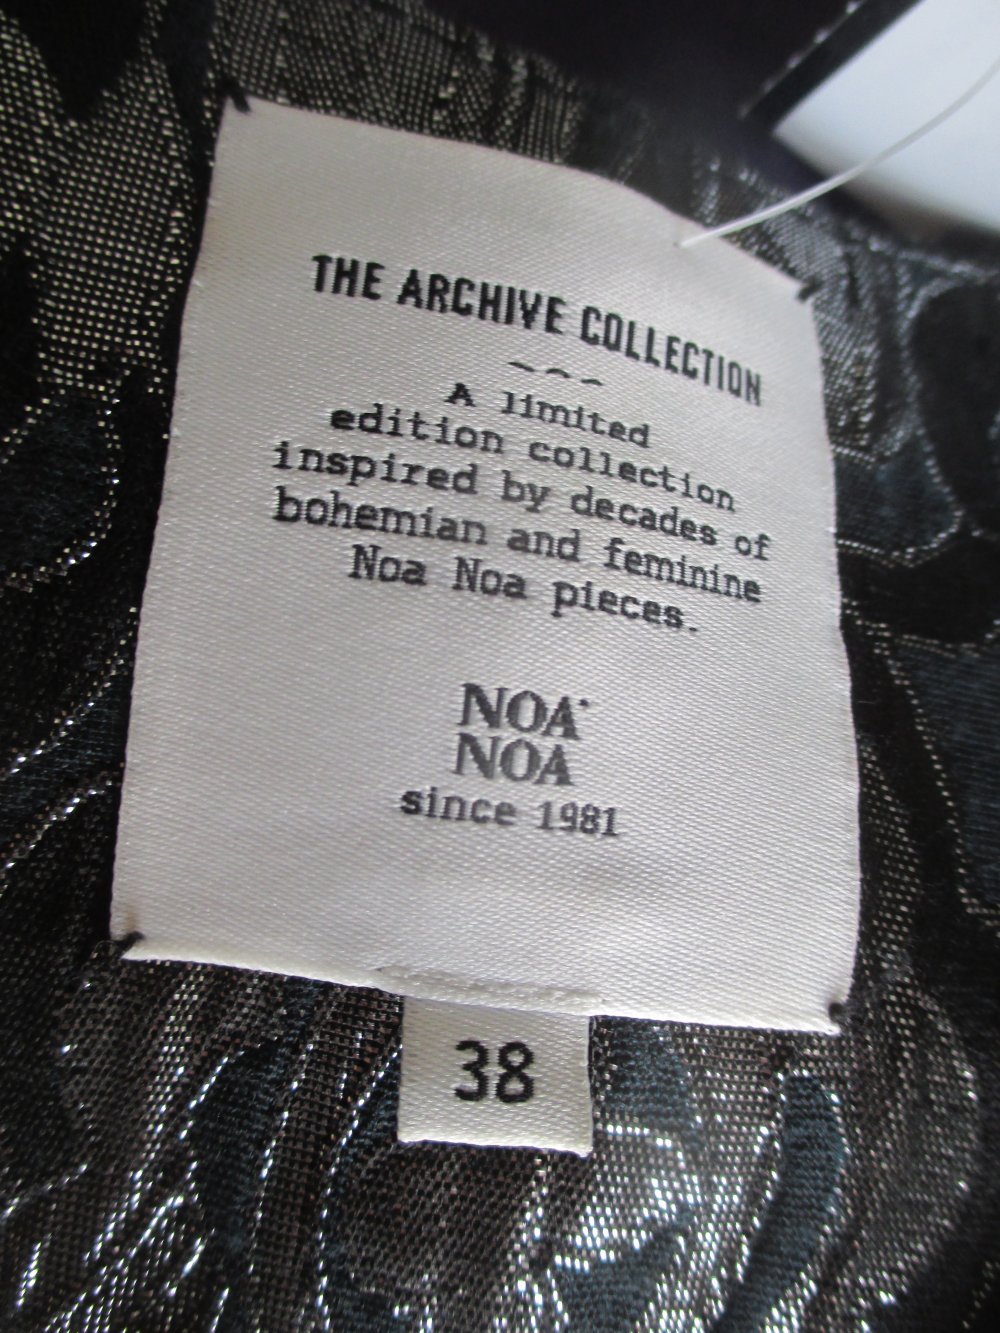 THE ARCHIVE COLLECTION
A limited
edition collection
inspired by decades of
bohemian and feminine
Noa Noa pieces.
NOA
NOA
since 1981
38